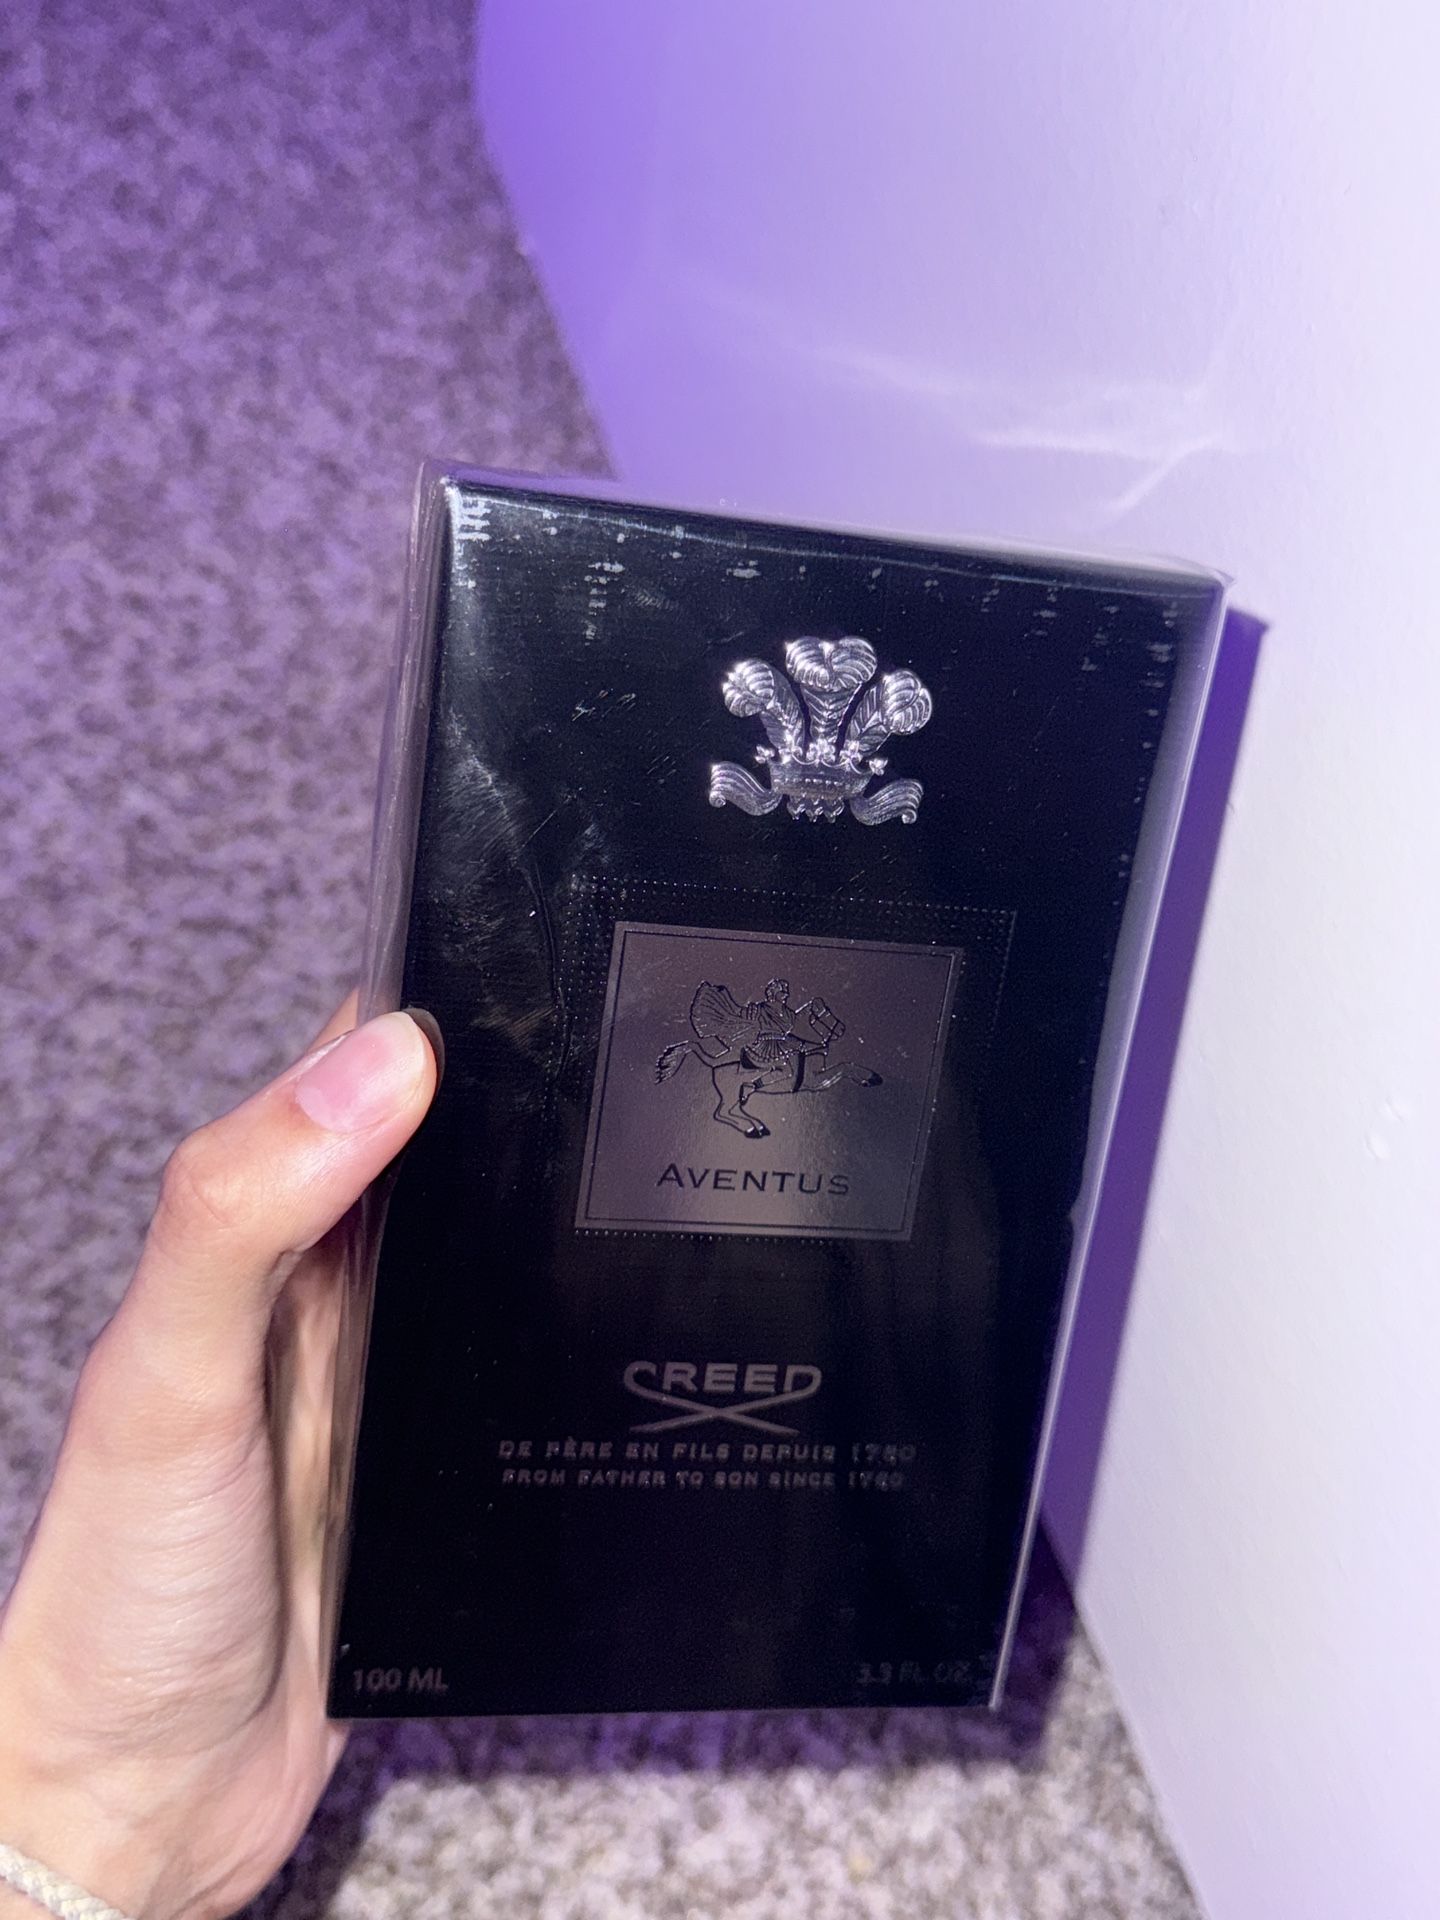 AVENTUS
CREED
DE PÈRE EN FILS DEPUIS 1760
FROM FATHER TO SON SINCE 1760
100 ML
3.3 FL. OZ.